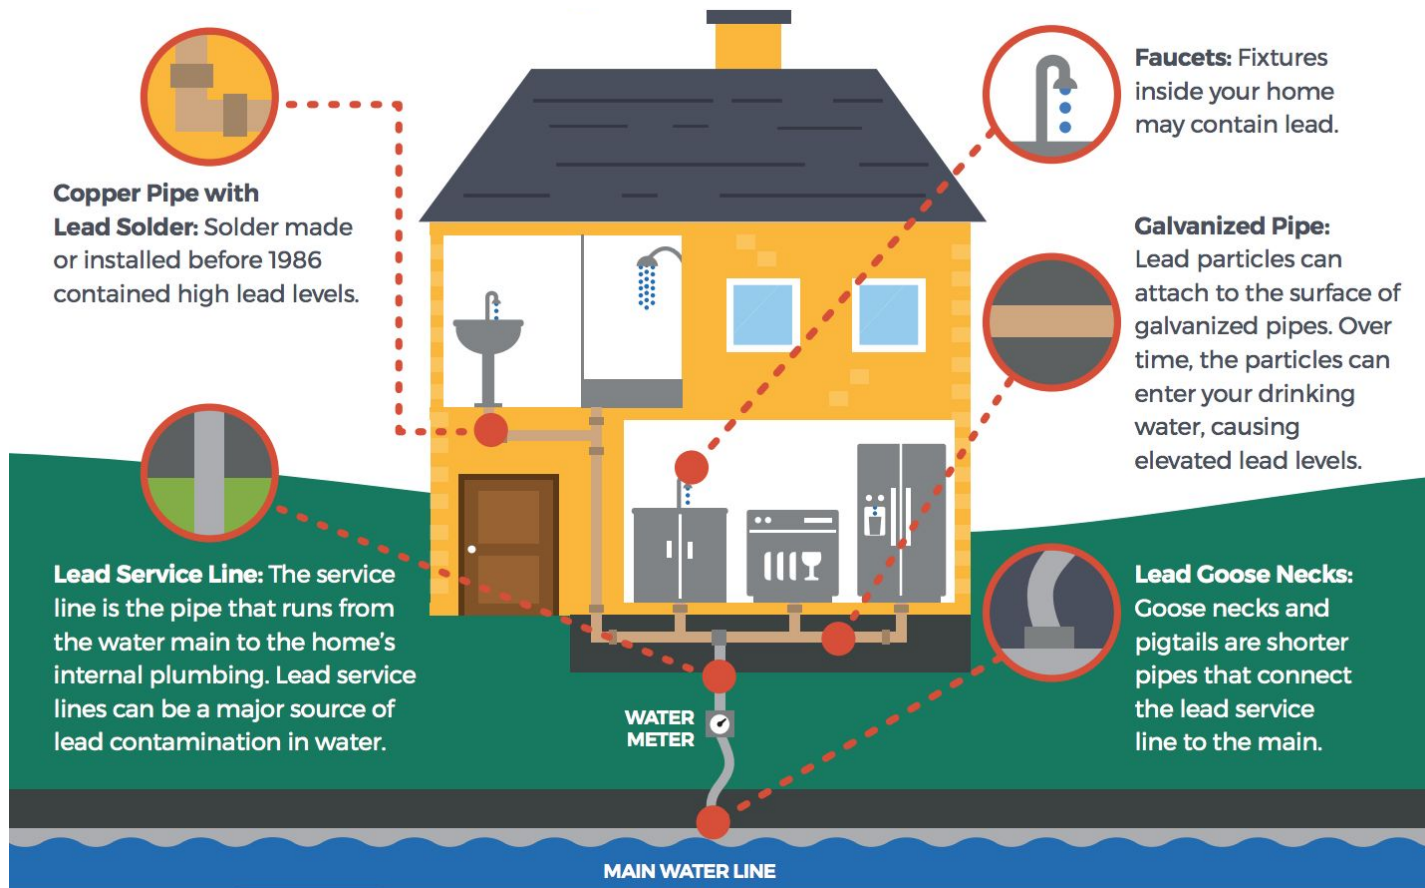 Copper Pipe with
Lead Solder: Solder made
or installed before 1986
contained high lead levels.
Lead Service Line: The service
line is the pipe that runs from
the water main to the home’s
internal plumbing. Lead service
lines can be a major source of
lead contamination in water.
Faucets: Fixtures
inside your home
may contain lead.
Galvanized Pipe:
Lead particles can
attach to the surface of
galvanized pipes. Over
time, the particles can
enter your drinking
water, causing
elevated lead levels.
Lead Goose Necks:
Goose necks and
pigtails are shorter
pipes that connect
the lead service
line to the main.
WATER
METER
MAIN WATER LINE